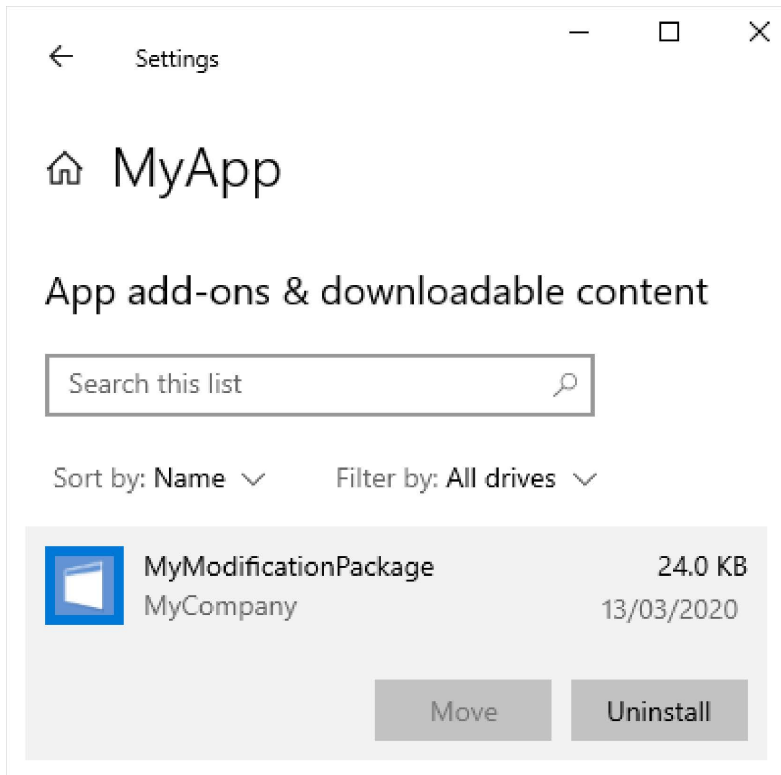 Settings
MyApp
App add-ons & downloadable content
Search this list
Sort by: Name Filter by: All drives
MyModificationPackage 24.0 KB
MyCompany 13/03/2020
Move Uninstall